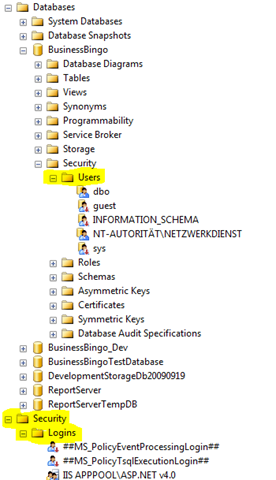 Databases
System Databases
Database Snapshots
BusinessBingo
Database Diagrams
Tables
Views
Synonyms
Programmability
Service Broker
Storage
Security
Users
dbo
guest
INFORMATION_SCHEMA
NT-AUTORITÄT\NETZWERKDIENST
sys
Roles
Schemas
Asymmetric Keys
Certificates
Symmetric Keys
Database Audit Specifications
BusinessBingo_Dev
BusinessBingoTestDatabase
DevelopmentStorageDb20090919
ReportServer
ReportServerTempDB
Security
Logins
##MS_PolicyEventProcessingLogin##
##MS_PolicyTsqlExecutionLogin##
IIS APPPOOL\ASP.NET v4.0